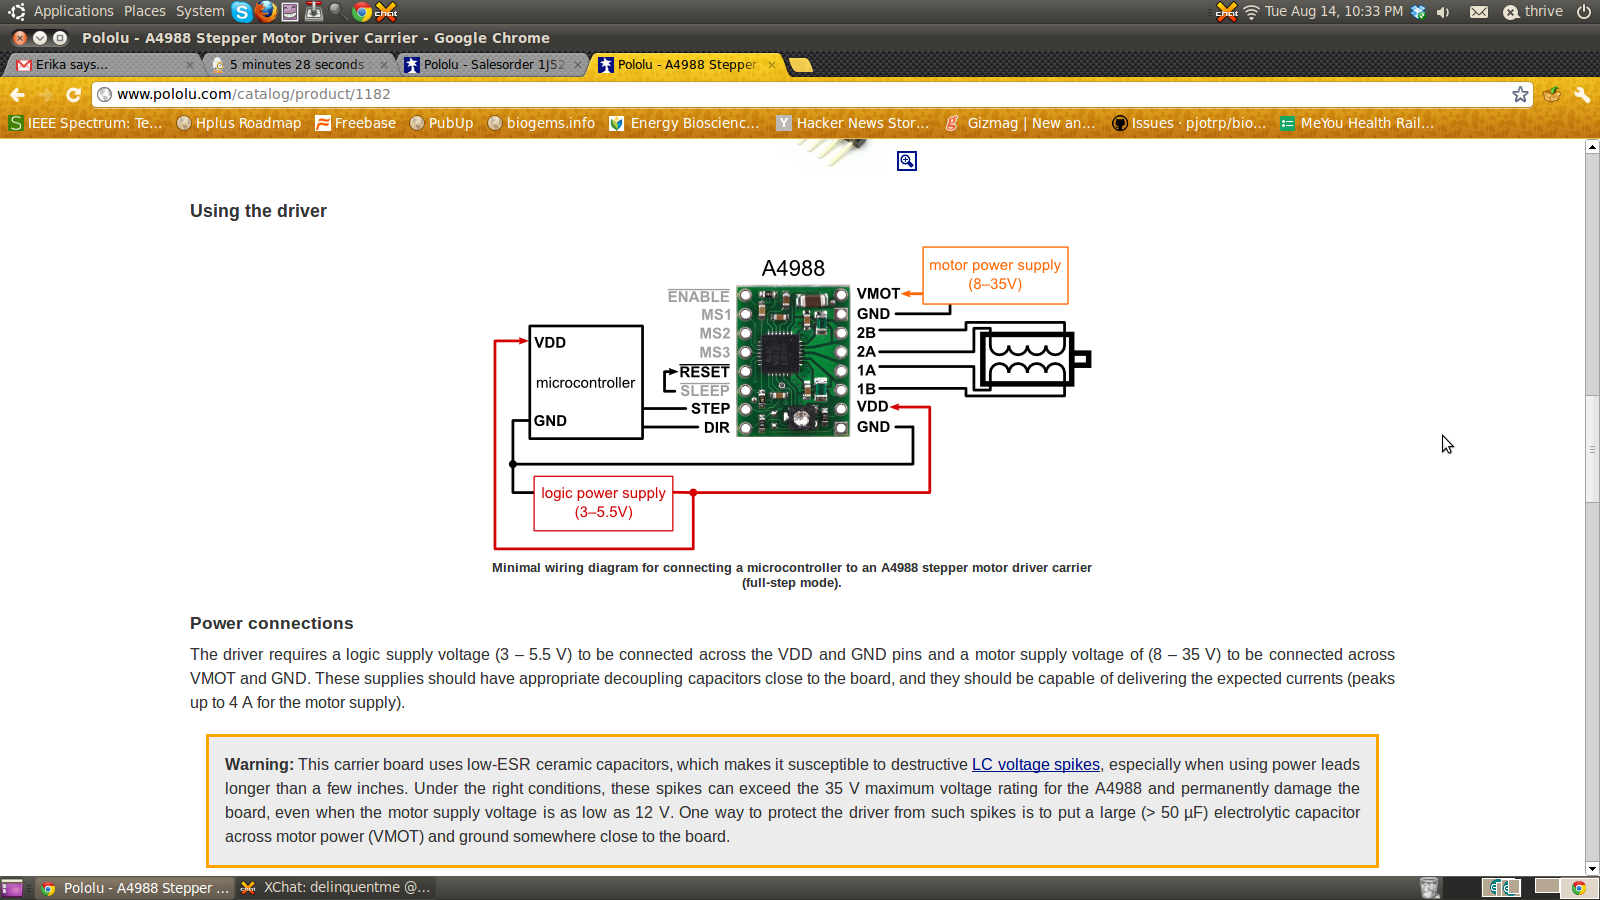 Applications Places System
Tue Aug 14, 10:33 PM thrive
Pololu - A4988 Stepper Motor Driver Carrier - Google Chrome
Erika says...
5 minutes 28 seconds
Pololu - Salesorder 1J52
Pololu - A4988 Stepper
www.pololu.com/catalog/product/1182
IEEE Spectrum: Te... Hplus Roadmap Freebase PubUp biogems.info Energy Bioscienc... Hacker News Stor... Gizmag | New an... Issues · pjotrp/bio... MeYou Health Rail...
Using the driver
A4988
motor power supply
(8–35V)
ENABLE
MS1
MS2
MS3
RESET
SLEEP
STEP
DIR
VMOT
GND
2B
2A
1A
1B
VDD
GND
VDD
microcontroller
GND
logic power supply
(3–5.5V)
Minimal wiring diagram for connecting a microcontroller to an A4988 stepper motor driver carrier
(full-step mode).
Power connections
The driver requires a logic supply voltage (3 – 5.5 V) to be connected across the VDD and GND pins and a motor supply voltage of (8 – 35 V) to be connected across
VMOT and GND. These supplies should have appropriate decoupling capacitors close to the board, and they should be capable of delivering the expected currents (peaks
up to 4 A for the motor supply).
Warning: This carrier board uses low-ESR ceramic capacitors, which makes it susceptible to destructive LC voltage spikes, especially when using power leads
longer than a few inches. Under the right conditions, these spikes can exceed the 35 V maximum voltage rating for the A4988 and permanently damage the
board, even when the motor supply voltage is as low as 12 V. One way to protect the driver from such spikes is to put a large (> 50 µF) electrolytic capacitor
across motor power (VMOT) and ground somewhere close to the board.
Pololu - A4988 Stepper ...
XChat: delinquentme @...